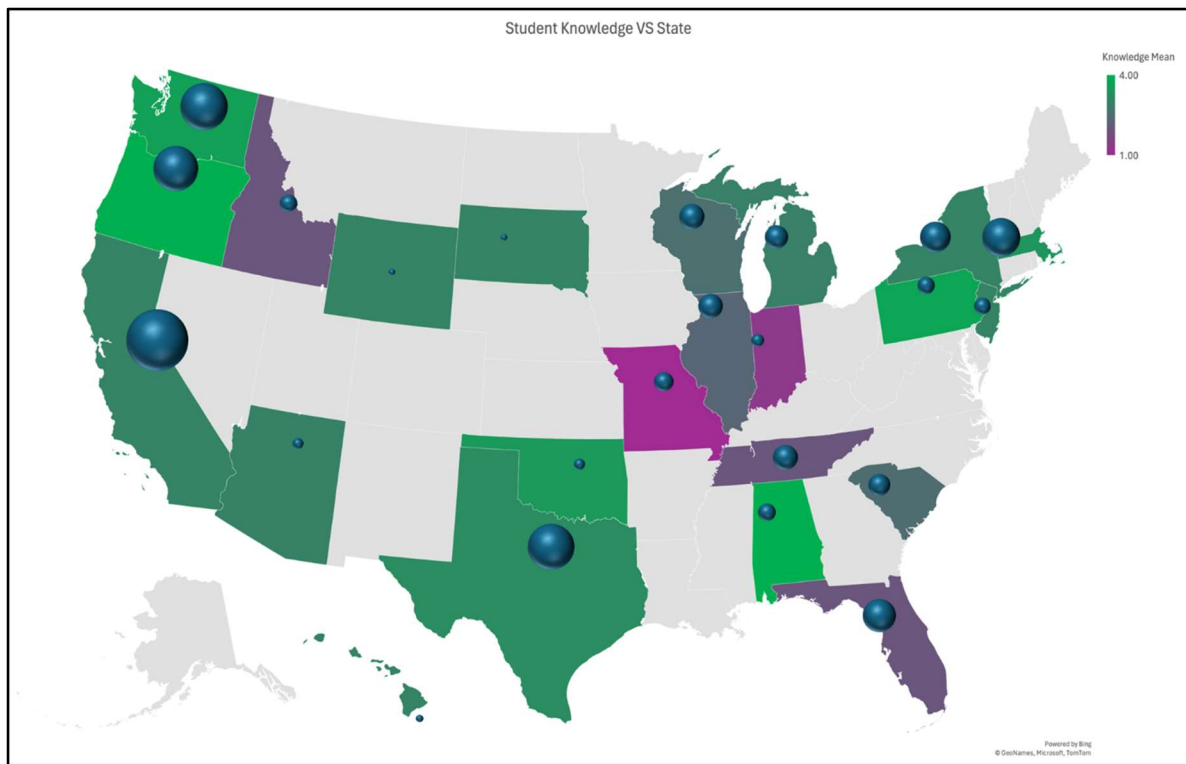 Student Knowledge VS State
Knowledge Mean
4.00
1.00
Powered by Bing
© GeoNames, Microsoft, TomTom